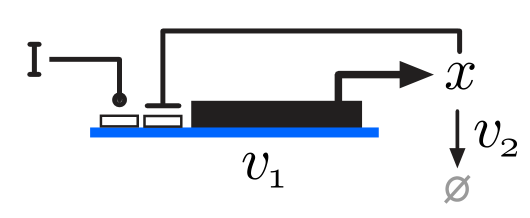 I
x
v₂
v₁
∅